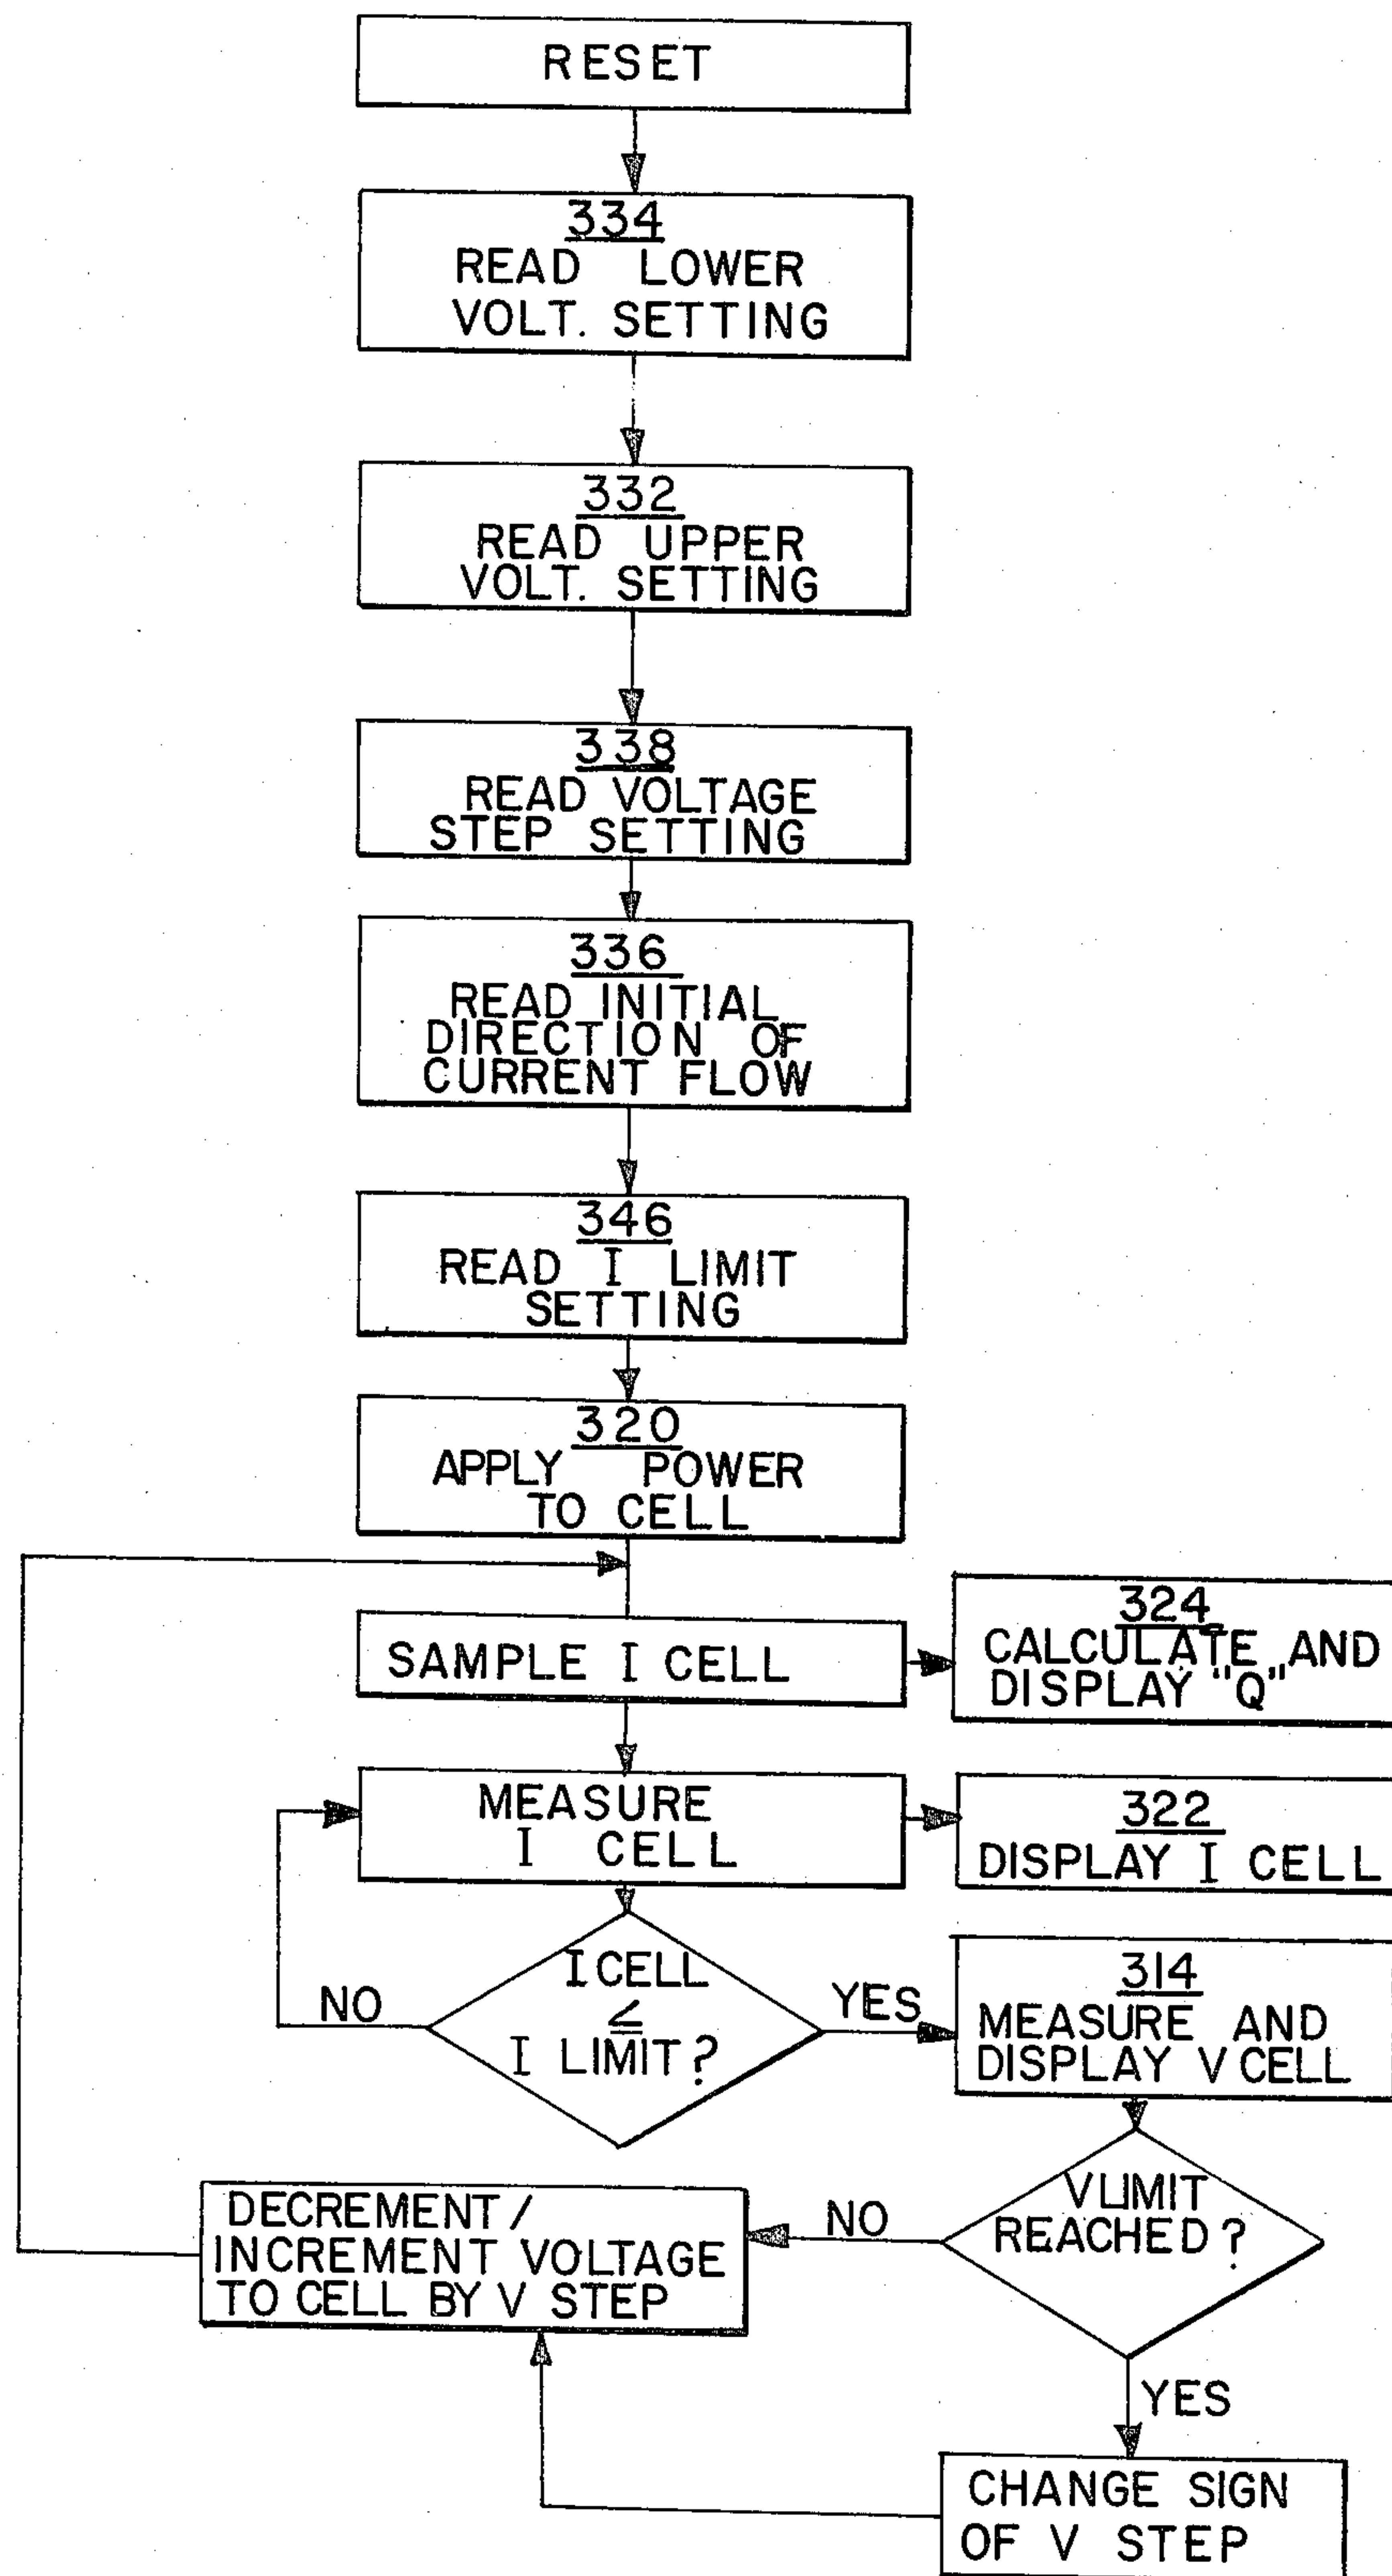 RESET
334
READ LOWER
VOLT. SETTING
332
READ UPPER
VOLT. SETTING
338
READ VOLTAGE
STEP SETTING
336
READ INITIAL
DIRECTION OF
CURRENT FLOW
346
READ I LIMIT
SETTING
320
APPLY POWER
TO CELL
SAMPLE I CELL
324
CALCULATE AND
DISPLAY "Q"
MEASURE
I CELL
322
DISPLAY I CELL
I CELL
≤
I LIMIT?
NO
YES
314
MEASURE AND
DISPLAY V CELL
V LIMIT
REACHED?
NO
DECREMENT/
INCREMENT VOLTAGE
TO CELL BY V STEP
YES
CHANGE SIGN
OF V STEP